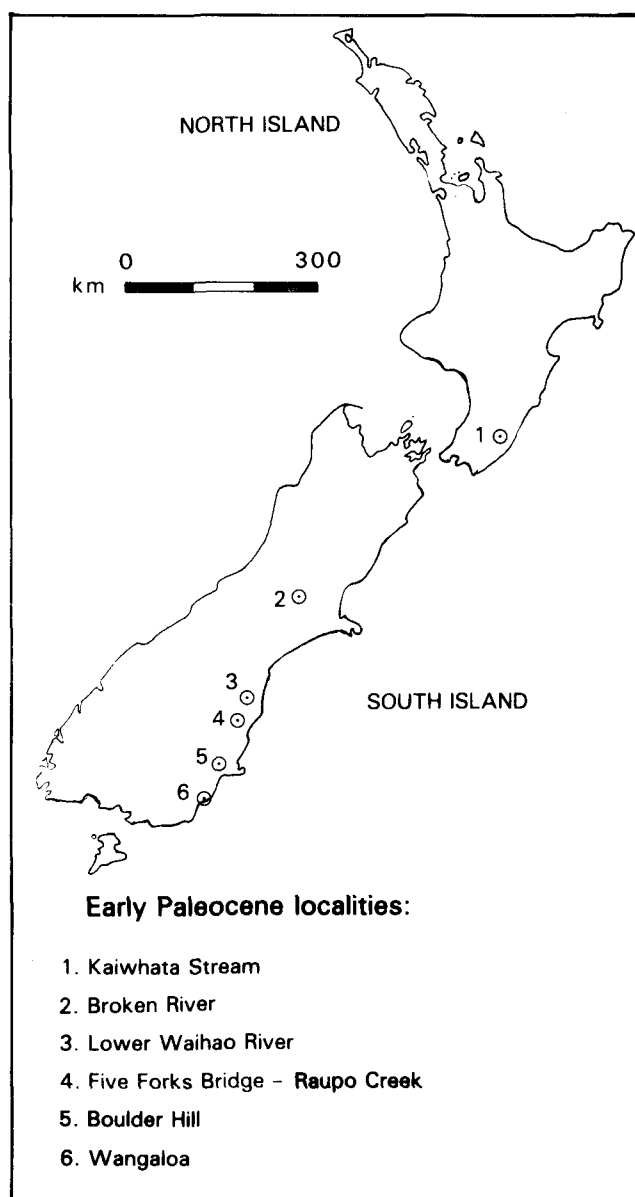 NORTH ISLAND
0 300
km
1
2
3
SOUTH ISLAND
4
5
6
Early Paleocene localities:
1. Kaiwhata Stream
2. Broken River
3. Lower Waihao River
4. Five Forks Bridge – Raupo Creek
5. Boulder Hill
6. Wangaloa